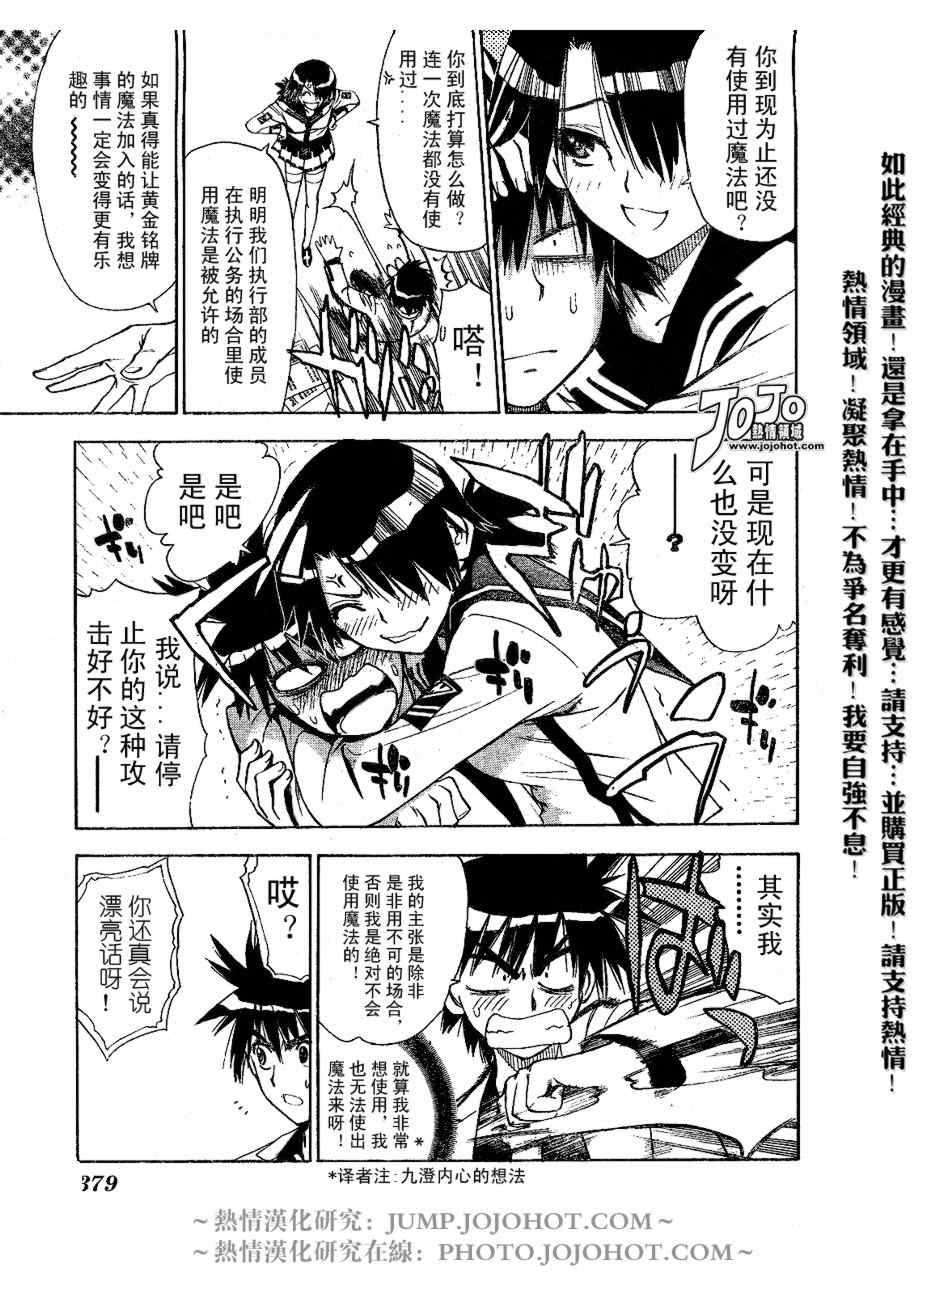 你到现为止还没
有使用过魔法吧?
你到底打算怎么做?
连一次魔法都没有使
用过....
嗒!
明明我们执行部的成员
在执行公务的场合里使
用魔法是被允许的
如果真得能让黄金铭牌
的魔法加入的话,我想
事情一定会变得更有乐
趣的~~~~
JOJO
熱情領域
www.jojohot.com
可是现在什
么也没变呀
——?
是吧
是吧
ギリ
ギリ
ギリ
ギリ
我说…请停
止你的这种攻
击好不好?——
其实我
……
ばっ
我的主张是除非
是非用不可的场合,
否则我是绝对不会
使用魔法的!
就算我非常*
想使用,我
也无法使出
魔法来呀!
哎?
你还真会说
漂亮话呀!
*译者注:九澄内心的想法
379
如此經典的漫畫!還是拿在手中…才更有感覺…請支持…並購買正版!請支持熱情!
熱情領域!凝聚熱情!不為爭名奪利!我要自強不息!
~熱情漢化研究: JUMP.JOJOHOT.COM~
~熱情漢化研究在線: PHOTO.JOJOHOT.COM~